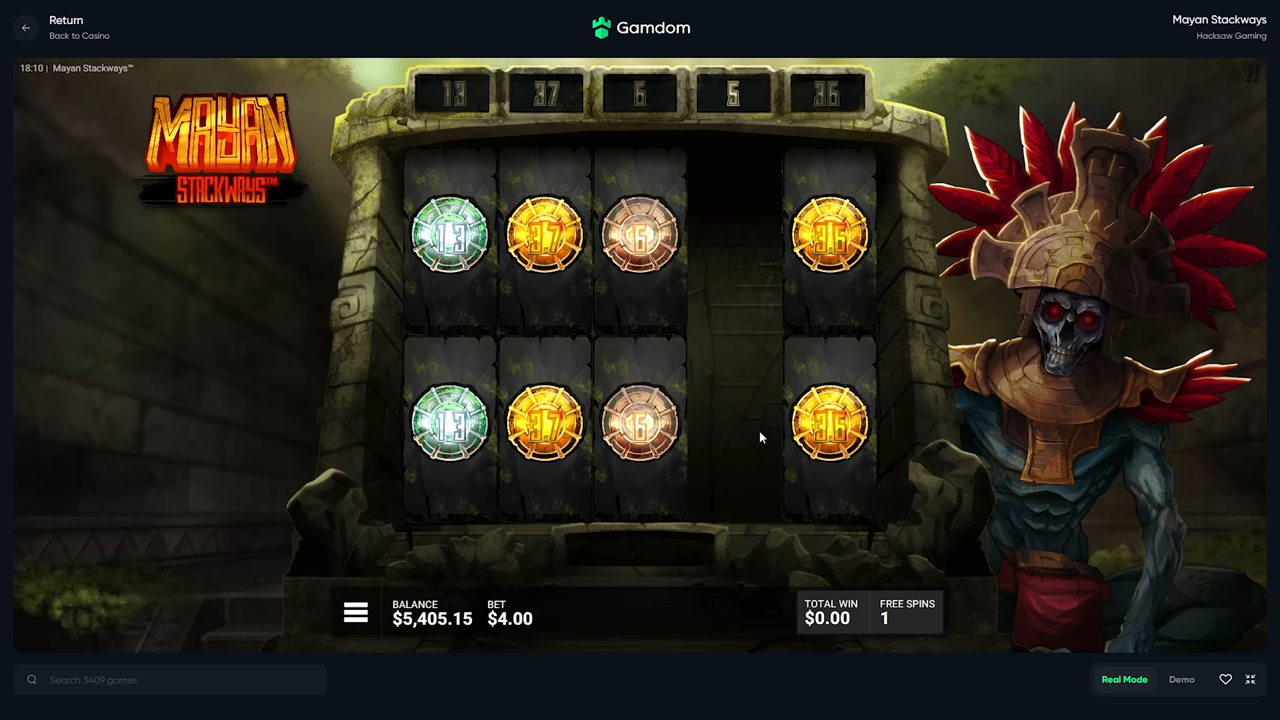 Return
Back to Casino
Gamdom
Mayan Stackways
Hacksaw Gaming
18:10 | Mayan Stackways™
13 37 6 5 36
MAYAN
STACKWAYS™
13 37 6 36
13 37 6 36
BALANCE BET
$5,405.15 $4.00
TOTAL WIN FREE SPINS
$0.00 1
Search 3409 games
Real Mode Demo